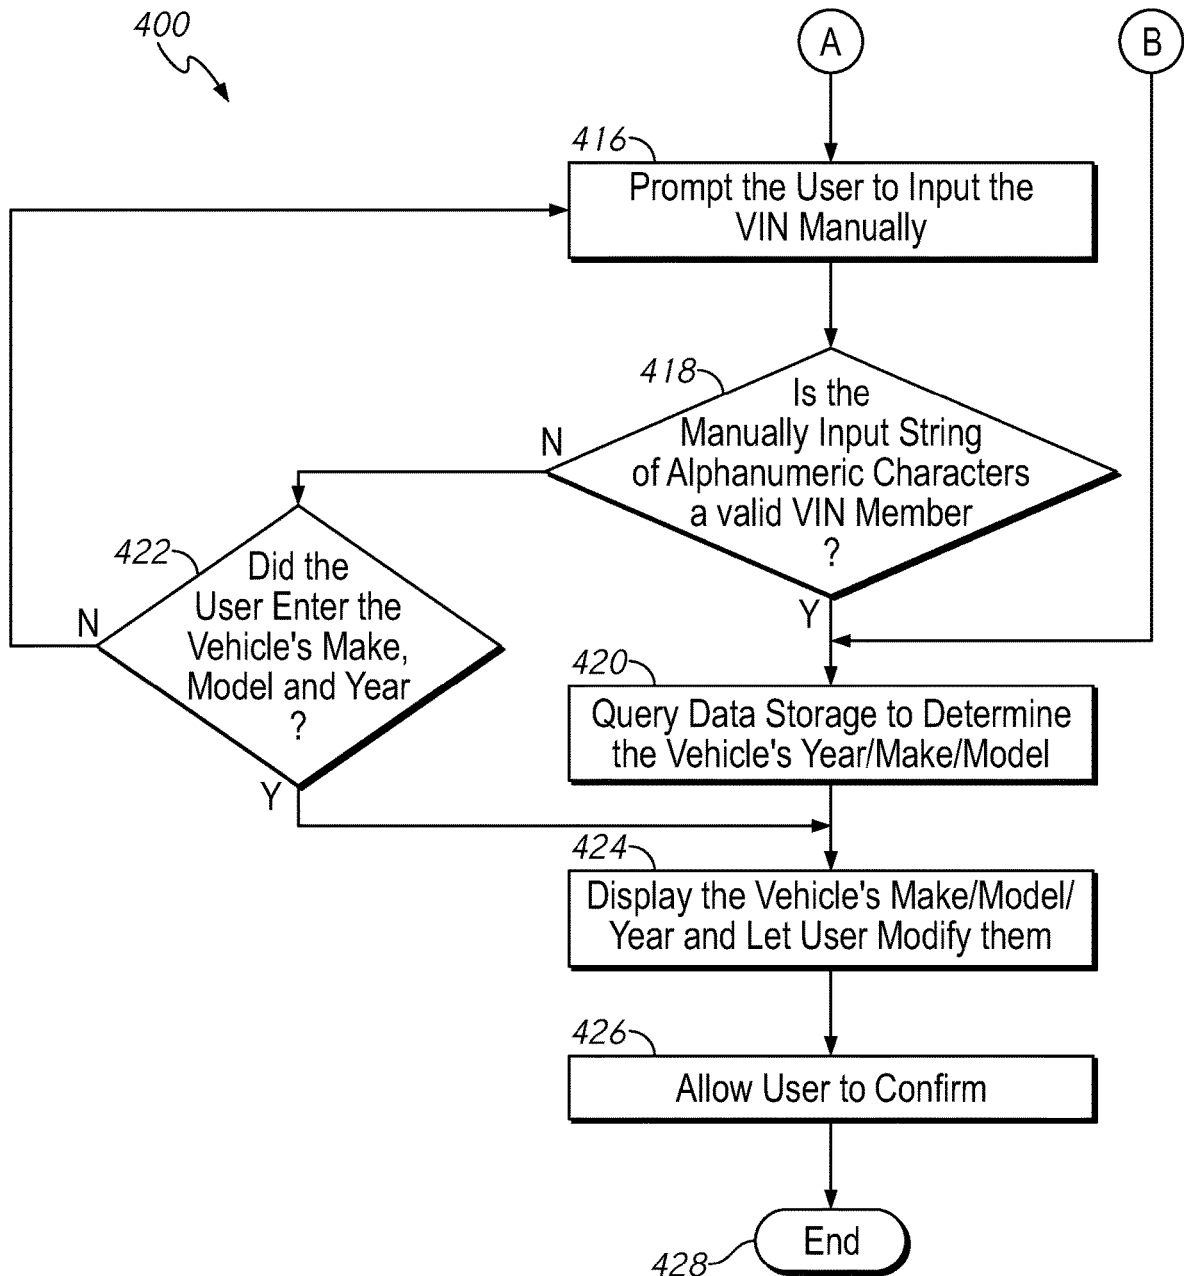 400
A
B
416
Prompt the User to Input the
VIN Manually
418
Is the
Manually Input String
of Alphanumeric Characters
a valid VIN Member
?
N
Y
422
Did the
User Enter the
Vehicle's Make,
Model and Year
?
N
Y
420
Query Data Storage to Determine
the Vehicle's Year/Make/Model
424
Display the Vehicle's Make/Model/
Year and Let User Modify them
426
Allow User to Confirm
End
428